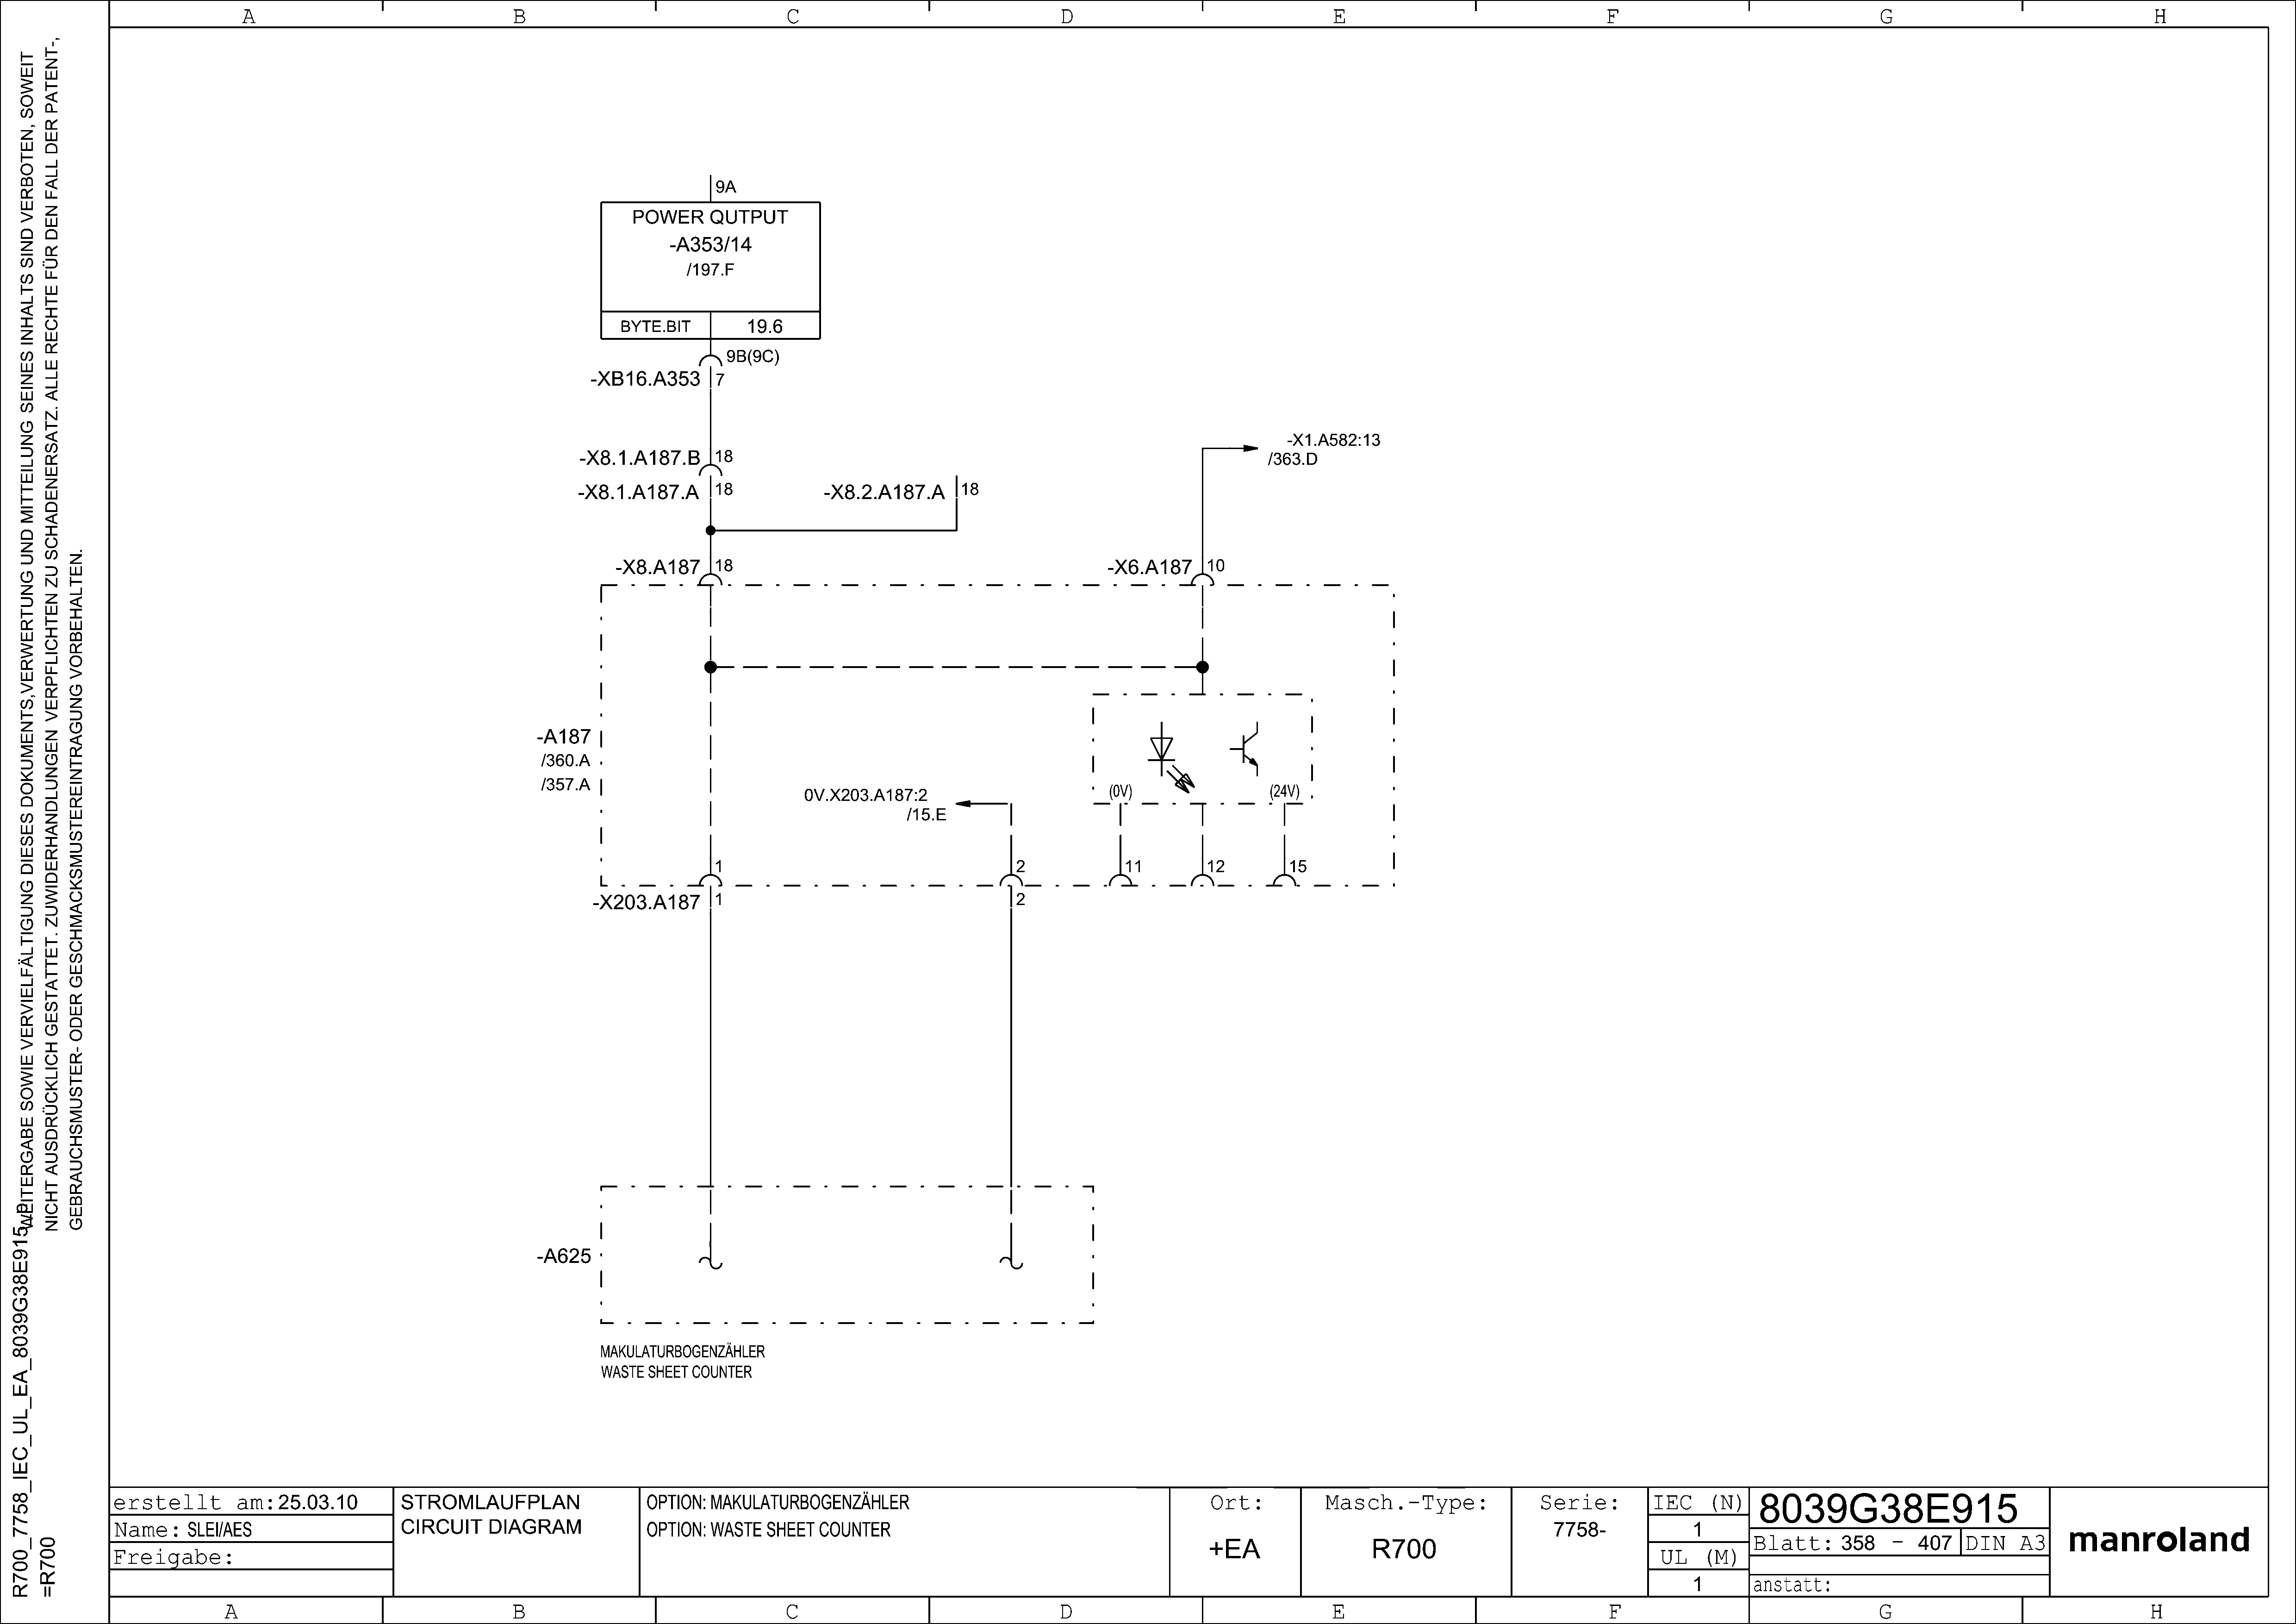 A B C D E F G H
WEITERGABE SOWIE VERVIELFÄLTIGUNG DIESES DOKUMENTS,VERWERTUNG UND MITTEILUNG SEINES INHALTS SIND VERBOTEN, SOWEIT
NICHT AUSDRÜCKLICH GESTATTET. ZUWIDERHANDLUNGEN VERPFLICHTEN ZU SCHADENERSATZ. ALLE RECHTE FÜR DEN FALL DER PATENT-,
GEBRAUCHSMUSTER- ODER GESCHMACKSMUSTEREINTRAGUNG VORBEHALTEN.
=R700
9A
POWER QUTPUT
-A353/14
/197.F
BYTE.BIT 19.6
9B(9C)
-XB16.A353 7
-X1.A582:13
/363.D
-X8.1.A187.B 18
-X8.1.A187.A 18 -X8.2.A187.A 18
-X8.A187 18 -X6.A187 10
-A187
/360.A
/357.A
0V.X203.A187:2
/15.E
(0V) (24V)
1 2 11 12 15
-X203.A187 1 2
-A625
MAKULATURBOGENZÄHLER
WASTE SHEET COUNTER
erstellt am: 25.03.10
Name: SLEI/AES
Freigabe:
STROMLAUFPLAN
CIRCUIT DIAGRAM
OPTION: MAKULATURBOGENZÄHLER
OPTION: WASTE SHEET COUNTER
Ort:
+EA
Masch.-Type:
R700
Serie:
7758-
IEC (N)
1
UL (M)
1
8039G38E915
Blatt: 358 - 407 DIN A3
anstatt:
manroland
A B C D E F G H